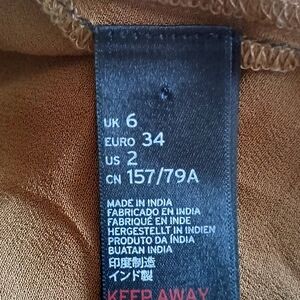 UK 6
EURO 34
US 2
CN 157/79A
MADE IN INDIA
FABRICADO EN INDIA
FABRIQUÉ EN INDE
HERGESTELLT IN INDIEN
PRODUTO DA ÍNDIA
BUATAN INDIA
印度制造
インド製
KEEP AWAY